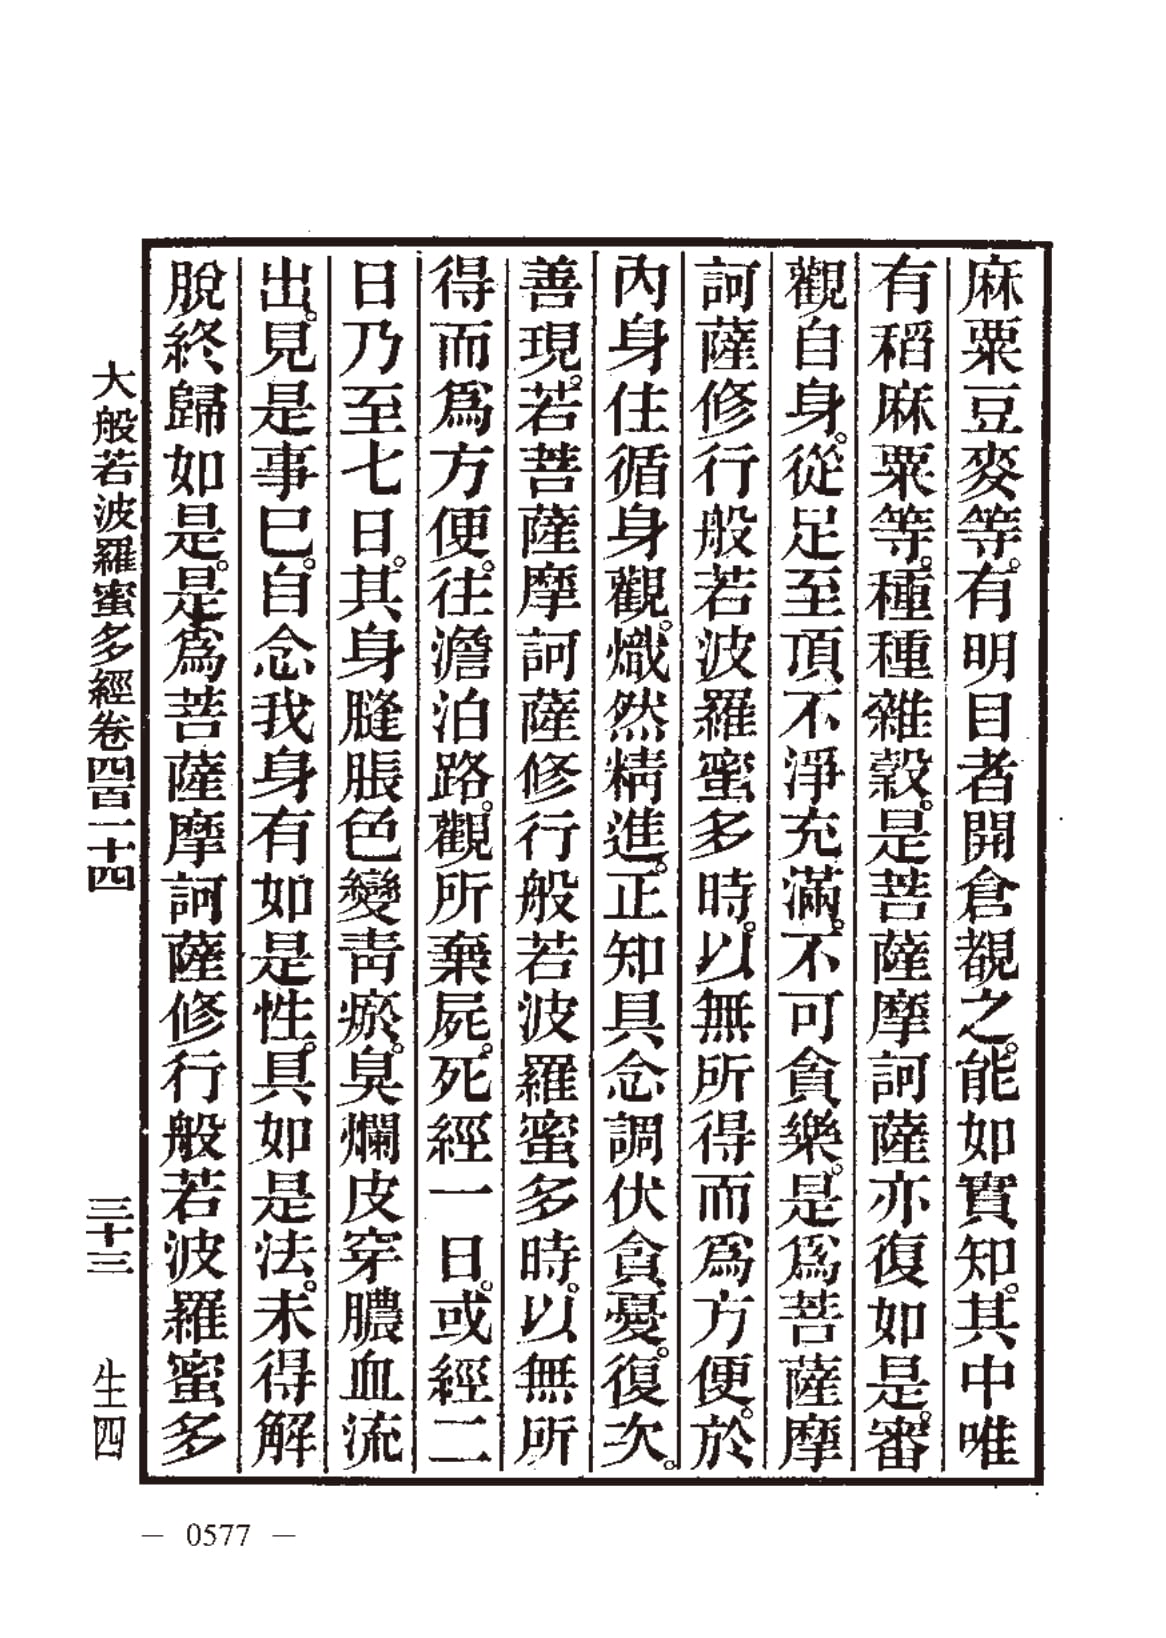 麻粟豆麥等。有明目者開倉覩之。能如實知。其中唯
有稻麻粟等。種種雜穀。是菩薩摩訶薩亦復如是。審
觀自身。從足至頂不淨充滿。不可貪樂。是爲菩薩摩
訶薩修行般若波羅蜜多時。以無所得而爲方便。於
內身住循身觀。熾然精進。正知具念調伏貪憂。復次。
善現。若菩薩摩訶薩修行般若波羅蜜多時。以無所
得而爲方便。往澹泊路。觀所棄屍。死經一日。或經二
日乃至七日。其身膖脹色變靑瘀。臭爛皮穿膿血流
出。見是事已。自念我身有如是性。具如是法。未得解
脫終歸如是。是爲菩薩摩訶薩修行般若波羅蜜多
大般若波羅蜜多經卷四百一十四 三十三 生四
— 0577 —